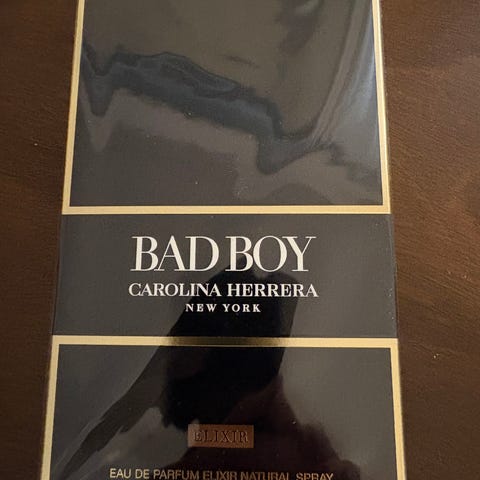 BAD BOY
CAROLINA HERRERA
NEW YORK
ELIXIR
EAU DE PARFUM ELIXIR NATURAL SPRAY